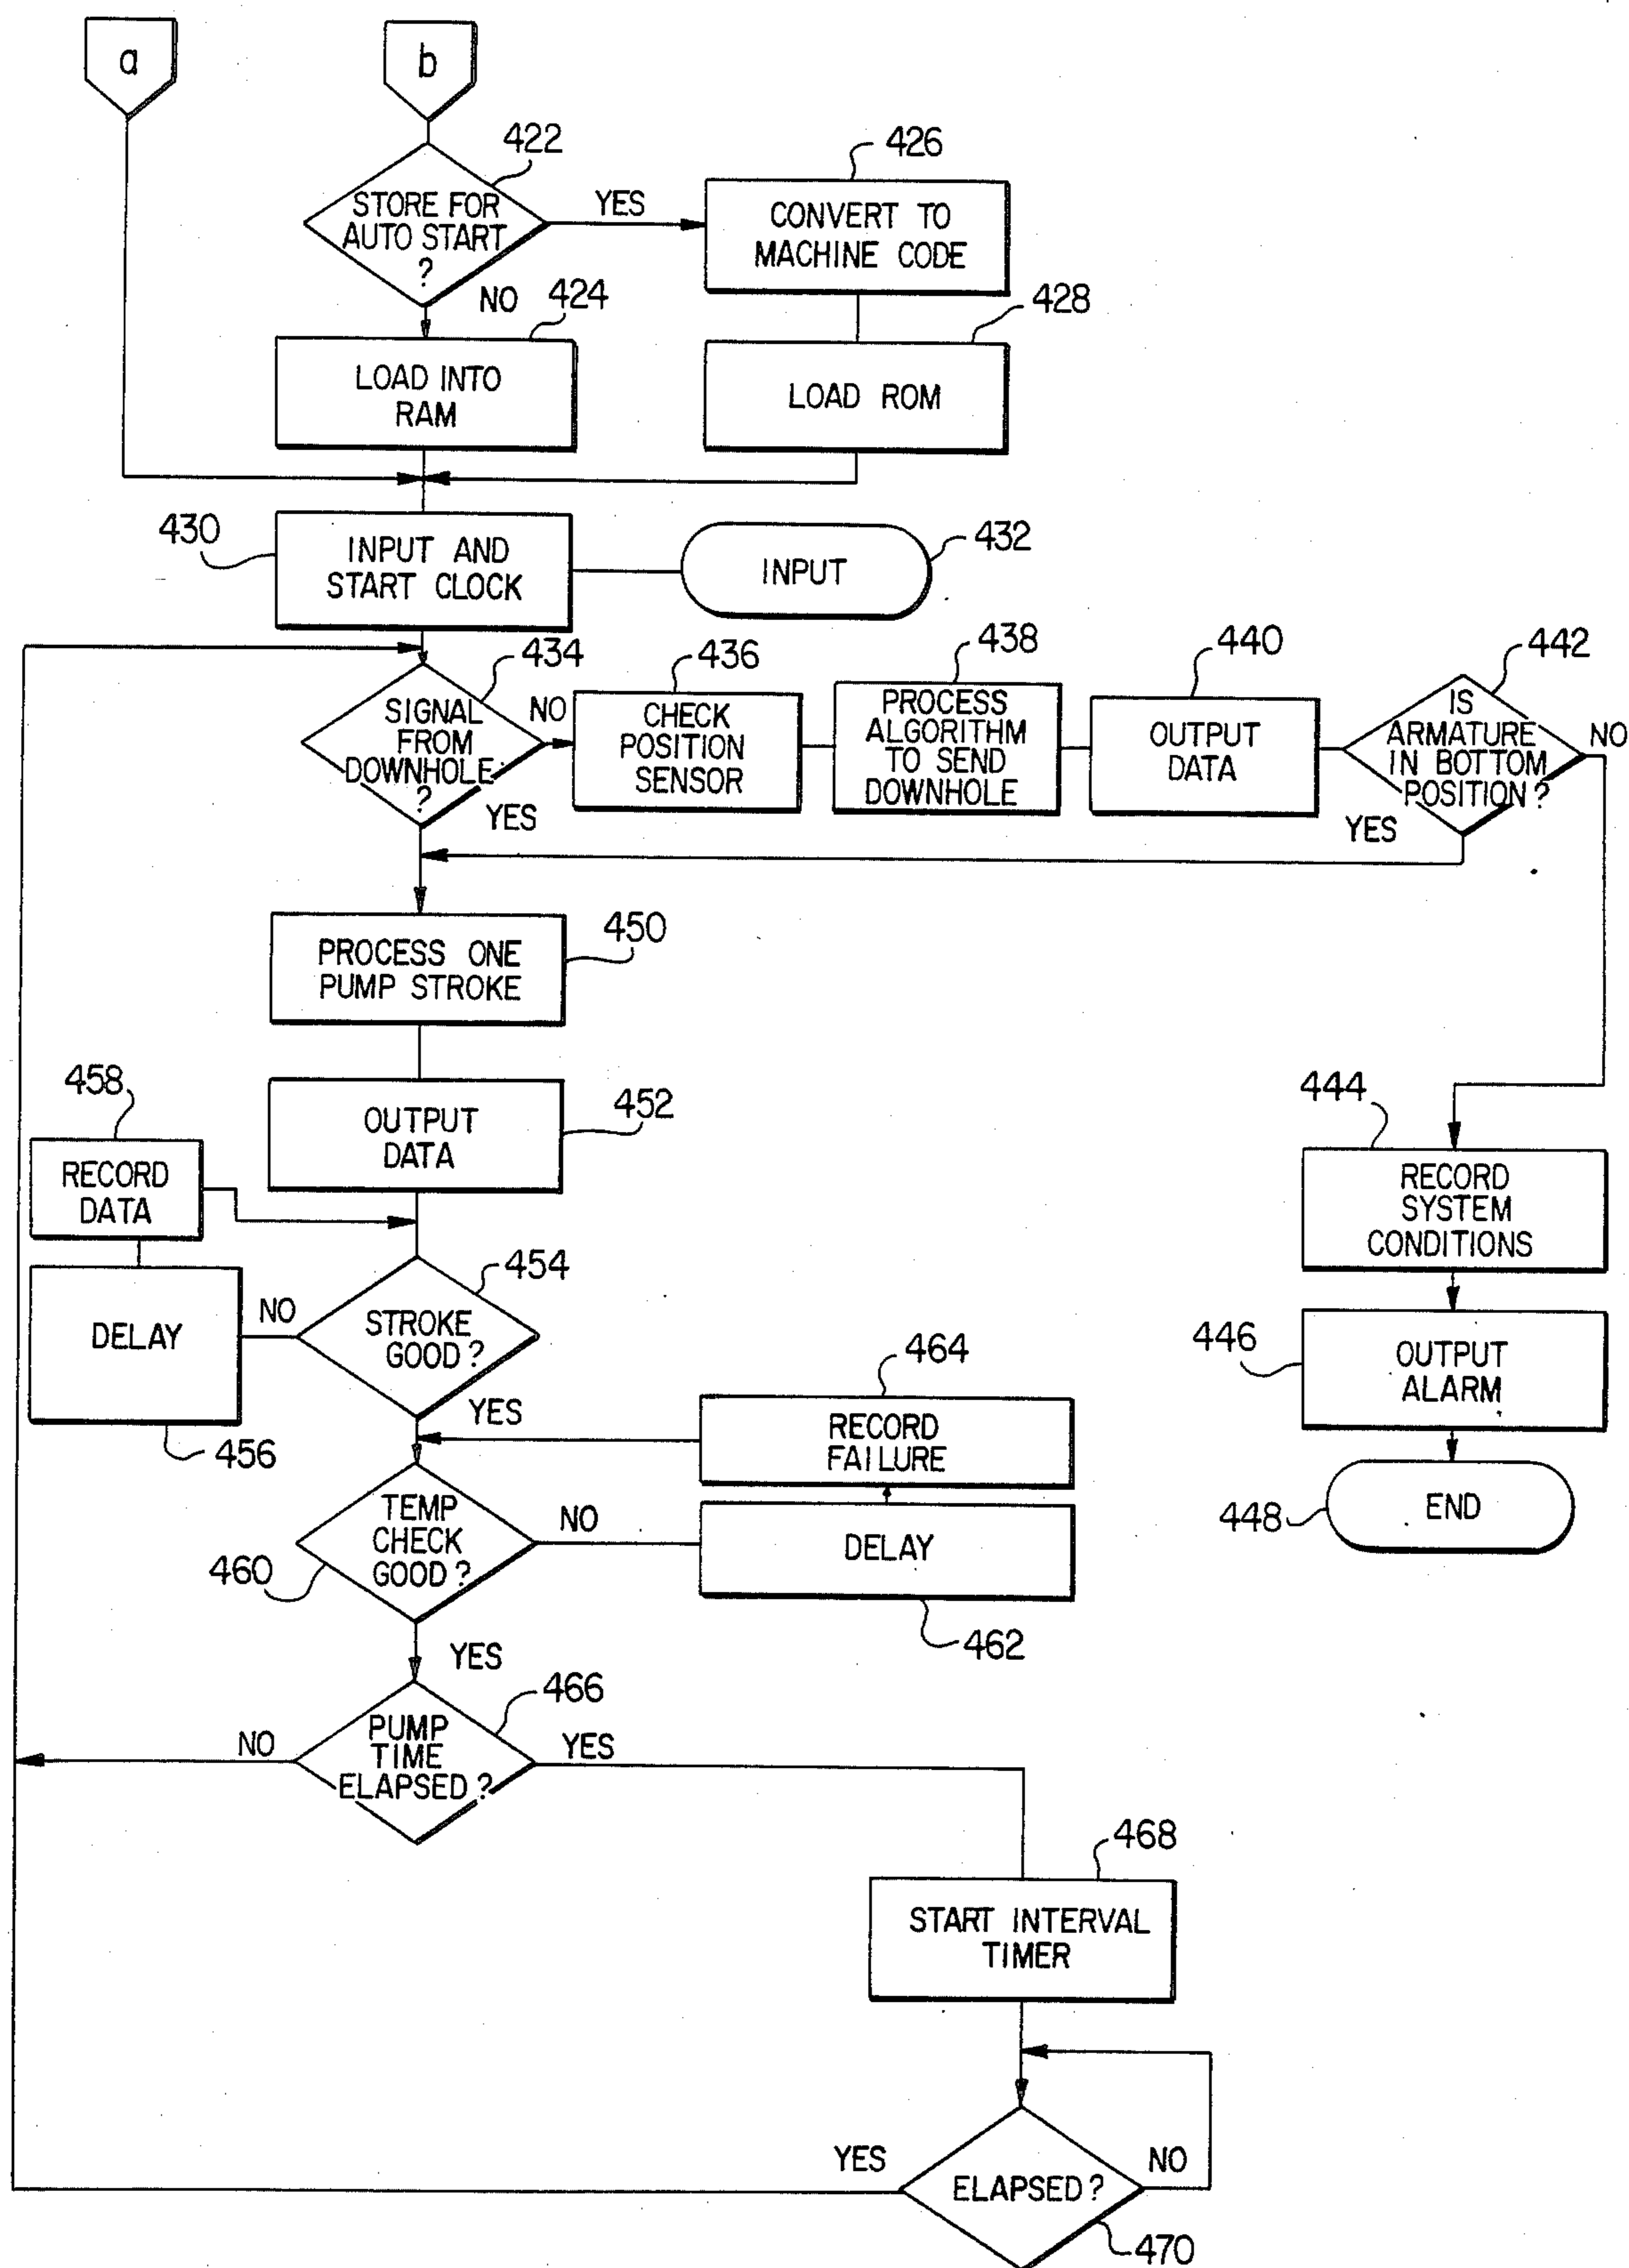 a
b
422
STORE FOR
AUTO START
?
YES
NO
426
CONVERT TO
MACHINE CODE
424
LOAD INTO
RAM
428
LOAD ROM
430
INPUT AND
START CLOCK
432
INPUT
434
SIGNAL
FROM
DOWNHOLE
?
NO
YES
436
CHECK
POSITION
SENSOR
438
PROCESS
ALGORITHM
TO SEND
DOWNHOLE
440
OUTPUT
DATA
442
IS
ARMATURE
IN BOTTOM
POSITION?
NO
YES
450
PROCESS ONE
PUMP STROKE
452
OUTPUT
DATA
458
RECORD
DATA
444
RECORD
SYSTEM
CONDITIONS
454
STROKE
GOOD?
NO
YES
DELAY
456
446
OUTPUT
ALARM
464
RECORD
FAILURE
448
END
TEMP
CHECK
GOOD?
460
NO
YES
DELAY
462
466
PUMP
TIME
ELAPSED?
NO
YES
468
START INTERVAL
TIMER
ELAPSED?
YES
NO
470